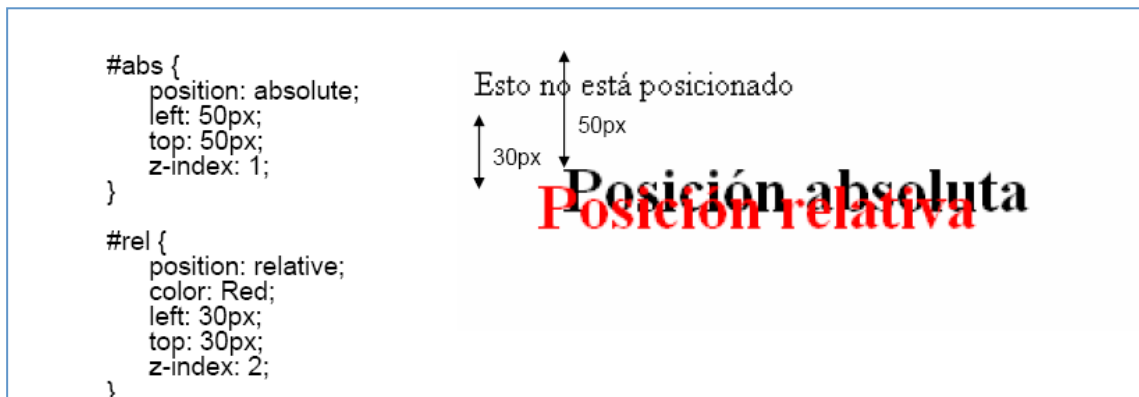 #abs {
position: absolute;
left: 50px;
top: 50px;
z-index: 1;
}
#rel {
position: relative;
color: Red;
left: 30px;
top: 30px;
z-index: 2;
}
Esto no está posicionado
50px
30px
Posición absoluta
Posición relativa